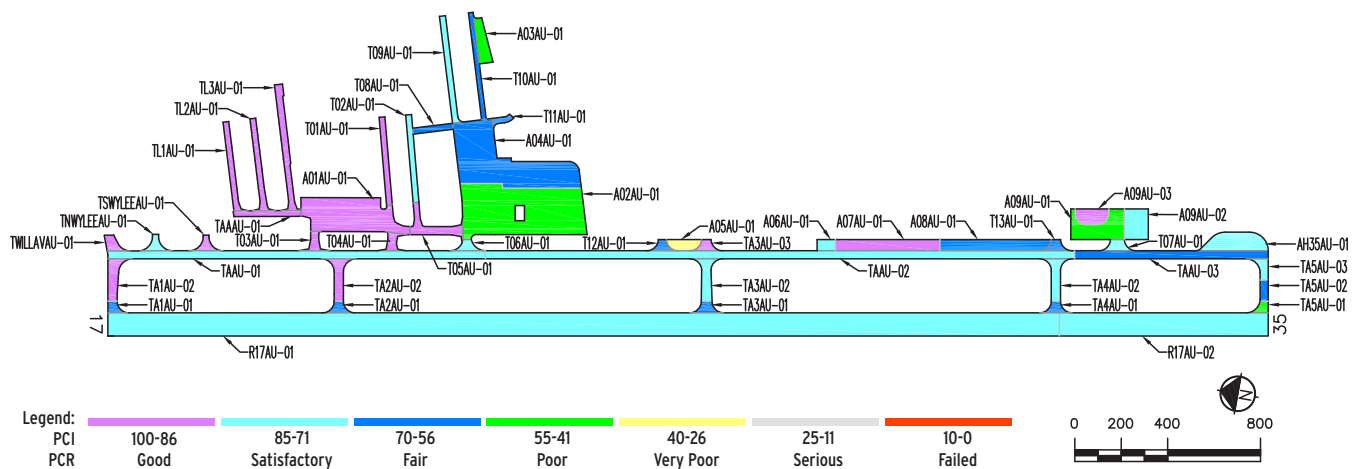 A03AU-01
T09AU-01
T10AU-01
TL3AU-01
T08AU-01
TL2AU-01
T02AU-01
T11AU-01
T01AU-01
A04AU-01
TL1AU-01
A01AU-01
A02AU-01
TSWYLEEAU-01
TNWYLEEAU-01
TAAAU-01
TWILLAVAU-01
T03AU-01
T04AU-01
T05AU-01
T06AU-01
T12AU-01
A05AU-01
TA3AU-03
A06AU-01
A07AU-01
A08AU-01
T13AU-01
A09AU-01
A09AU-03
A09AU-02
T07AU-01
AH35AU-01
TAAU-01
TAAU-02
TAAU-03
TA5AU-03
TA1AU-02
TA2AU-02
TA3AU-02
TA4AU-02
TA5AU-02
TA1AU-01
TA2AU-01
TA3AU-01
TA4AU-01
TA5AU-01
17
35
R17AU-01
R17AU-02
N
Legend:
PCI 100-86 85-71 70-56 55-41 40-26 25-11 10-0
PCR Good Satisfactory Fair Poor Very Poor Serious Failed
0 200 400 800